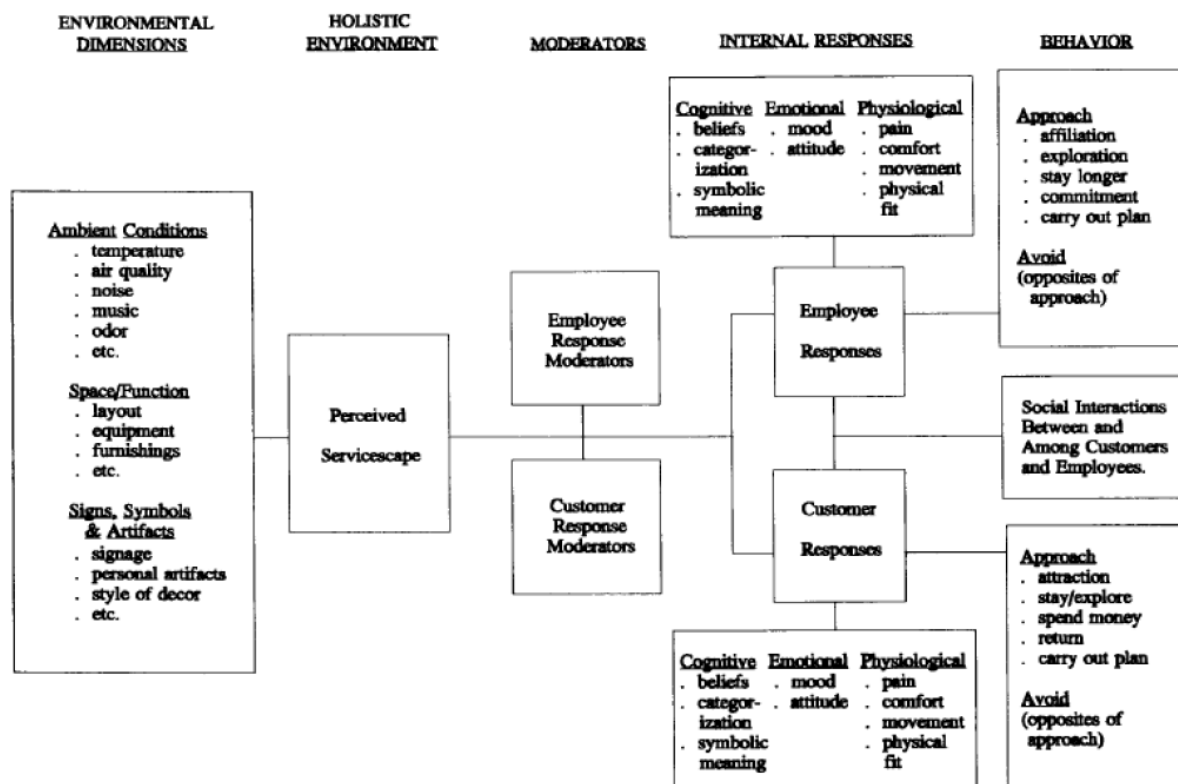 ENVIRONMENTAL
DIMENSIONS
HOLISTIC
ENVIRONMENT
MODERATORS
INTERNAL RESPONSES
BEHAVIOR
Ambient Conditions
. temperature
. air quality
. noise
. music
. odor
. etc.
Space/Function
. layout
. equipment
. furnishings
. etc.
Signs, Symbols
& Artifacts
. signage
. personal artifacts
. style of decor
. etc.
Perceived
Servicescape
Employee
Response
Moderators
Customer
Response
Moderators
Cognitive
. beliefs
. categor-
ization
. symbolic
meaning
Emotional
. mood
. attitude
Physiological
. pain
. comfort
. movement
. physical
fit
Employee
Responses
Customer
Responses
Cognitive
. beliefs
. categor-
ization
. symbolic
meaning
Emotional
. mood
. attitude
Physiological
. pain
. comfort
. movement
. physical
fit
Approach
. affiliation
. exploration
. stay longer
. commitment
. carry out plan
Avoid
(opposites of
approach)
Social Interactions
Between and
Among Customers
and Employees.
Approach
. attraction
. stay/explore
. spend money
. return
. carry out plan
Avoid
(opposites of
approach)